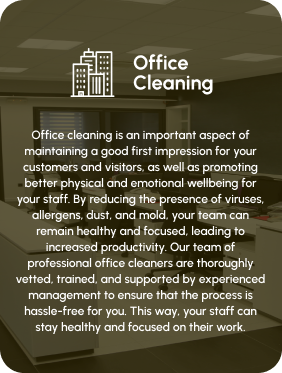 Office
Cleaning
Office cleaning is an important aspect of
maintaining a good first impression for your
customers and visitors, as well as promoting
better physical and emotional wellbeing for
your staff. By reducing the presence of viruses,
allergens, dust, and mold, your team can
remain healthy and focused, leading to
increased productivity. Our team of
professional office cleaners are thoroughly
vetted, trained, and supported by experienced
management to ensure that the process is
hassle-free for you. This way, your staff can
stay healthy and focused on their work.